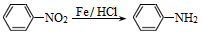 NO₂ Fe/HCl NH₂